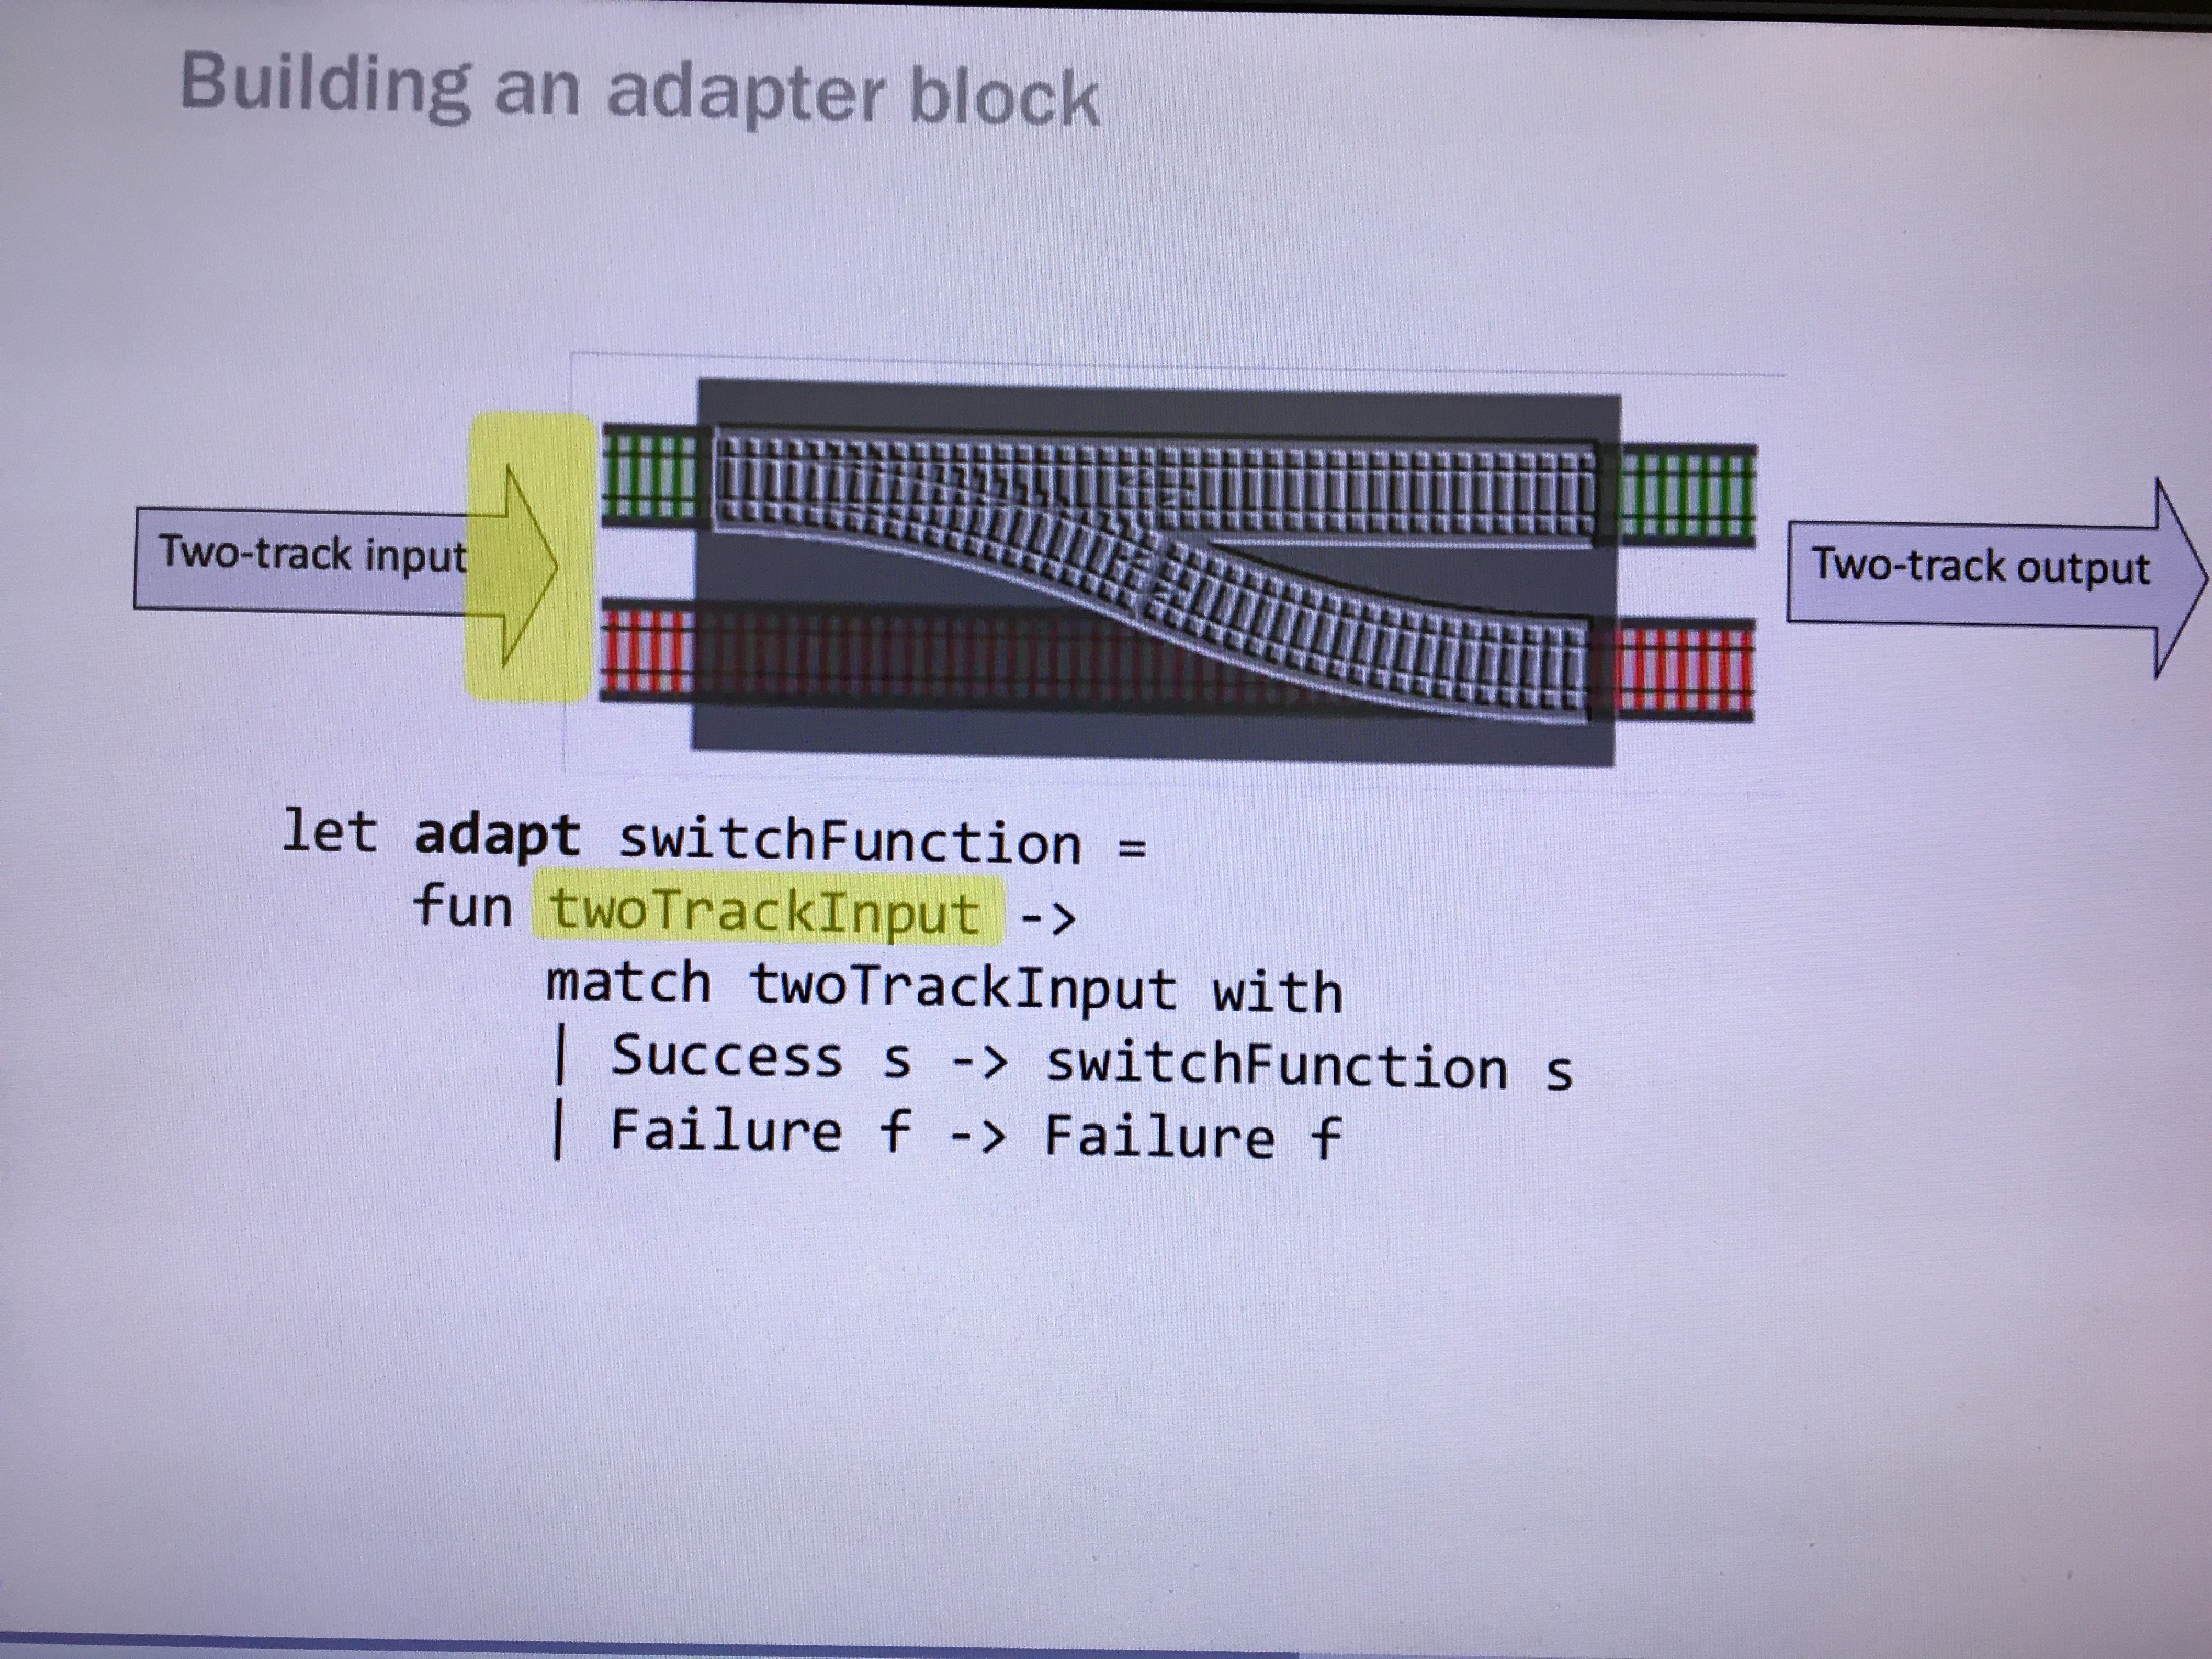 Building an adapter block
Two-track input
Two-track output
let adapt switchFunction =
fun twoTrackInput ->
match twoTrackInput with
| Success s -> switchFunction s
| Failure f -> Failure f